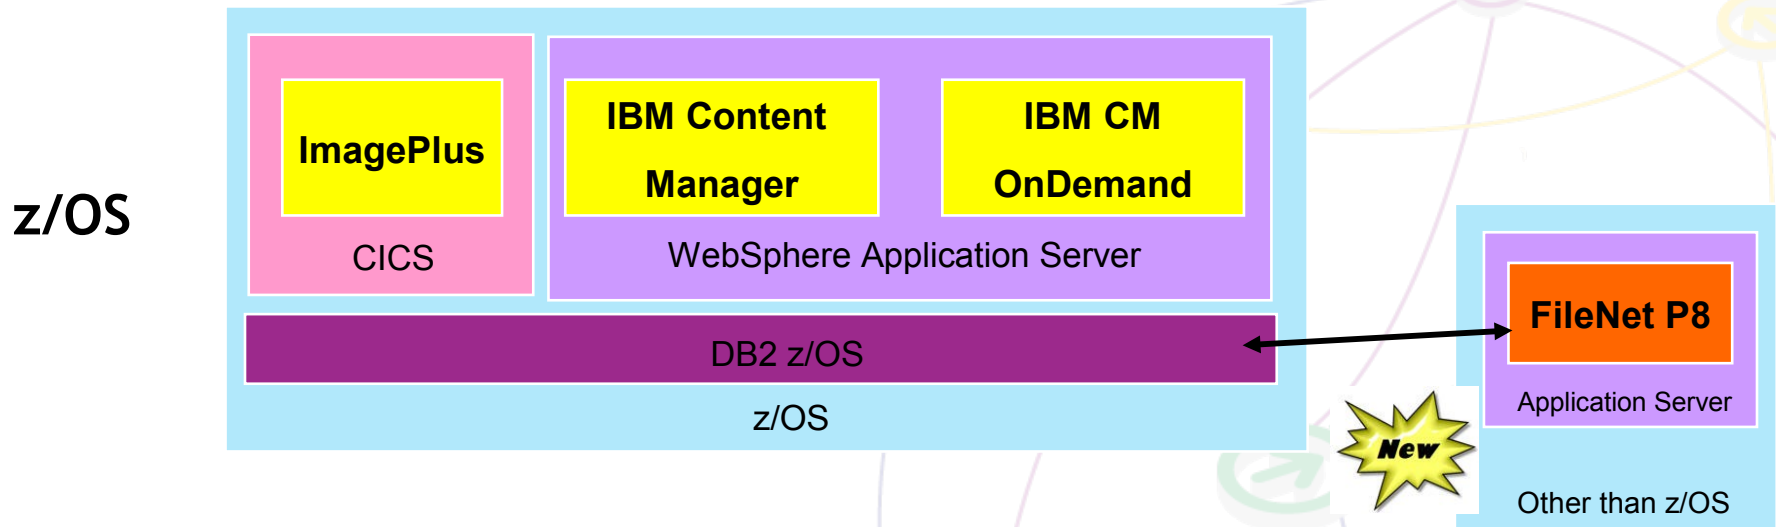 z/OS
ImagePlus
CICS
IBM Content
Manager
IBM CM
OnDemand
WebSphere Application Server
DB2 z/OS
z/OS
FileNet P8
Application Server
New
Other than z/OS